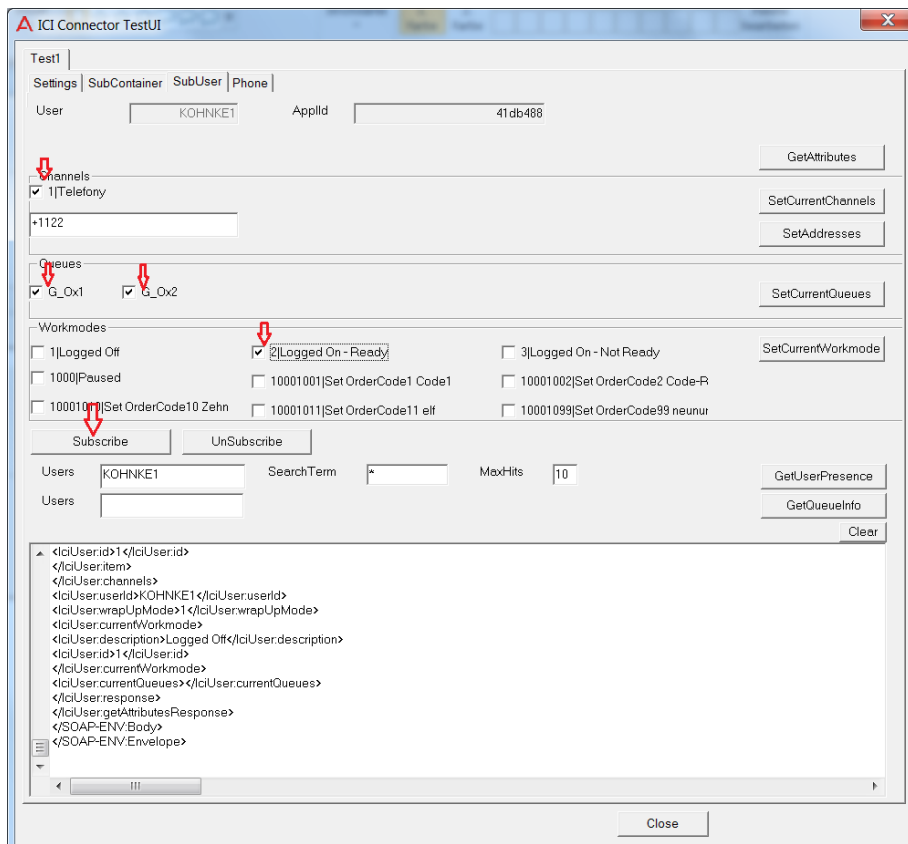 ICI Connector TestUI
Test1
Settings SubContainer SubUser Phone
User KOHNKE1 ApplId 41db488
GetAttributes
Channels
1|Telefony
SetCurrentChannels
+1122
SetAddresses
Queues
G_Ox1 G_Ox2
SetCurrentQueues
Workmodes
1|Logged Off 2|Logged On - Ready 3|Logged On - Not Ready SetCurrentWorkmode
1000|Paused 10001001|Set OrderCode1 Code1 10001002|Set OrderCode2 Code-R
10001010|Set OrderCode10 Zehn 10001011|Set OrderCode11 elf 10001099|Set OrderCode99 neunur
Subscribe UnSubscribe
Users KOHNKE1 SearchTerm * MaxHits 10 GetUserPresence
Users GetQueueInfo
Clear
<IciUser:id>1</IciUser:id>
</IciUser:item>
</IciUser:channels>
<IciUser:userId>KOHNKE1</IciUser:userId>
<IciUser:wrapUpMode>1</IciUser:wrapUpMode>
<IciUser:currentWorkmode>
<IciUser:description>Logged Off</IciUser:description>
<IciUser:id>1</IciUser:id>
</IciUser:currentWorkmode>
<IciUser:currentQueues></IciUser:currentQueues>
</IciUser:response>
</IciUser:getAttributesResponse>
</SOAP-ENV:Body>
</SOAP-ENV:Envelope>
Close